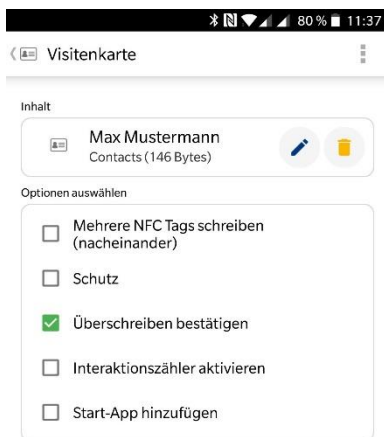 80 % 11:37
Visitenkarte
Inhalt
Max Mustermann
Contacts (146 Bytes)
Optionen auswählen
Mehrere NFC Tags schreiben
(nacheinander)
Schutz
Überschreiben bestätigen
Interaktionszähler aktivieren
Start-App hinzufügen